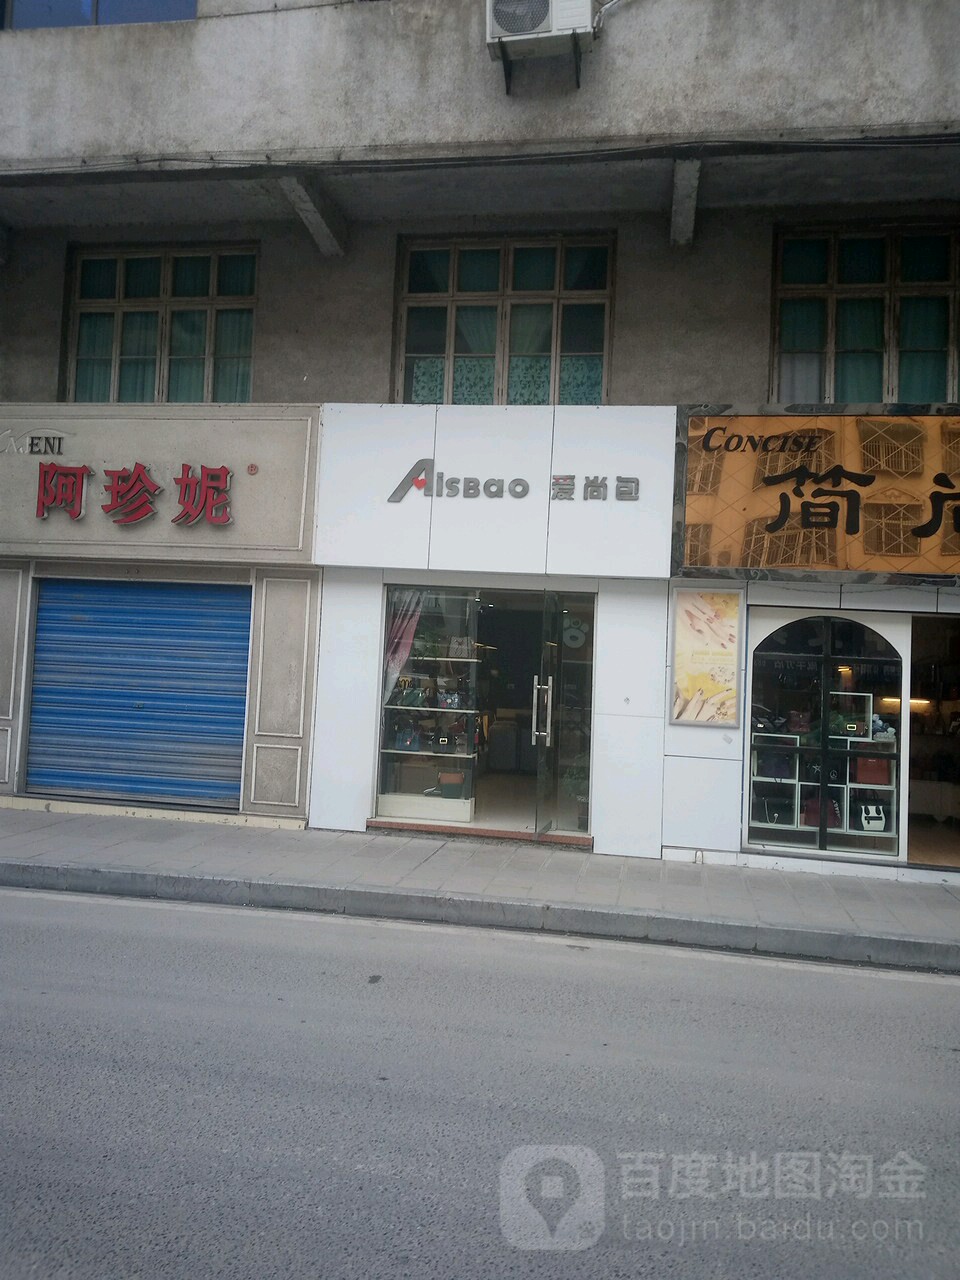 ENI
阿珍妮®
AisBao 爱尚包
CONCISE
简尚
百度地图淘金
taojin.baidu.com